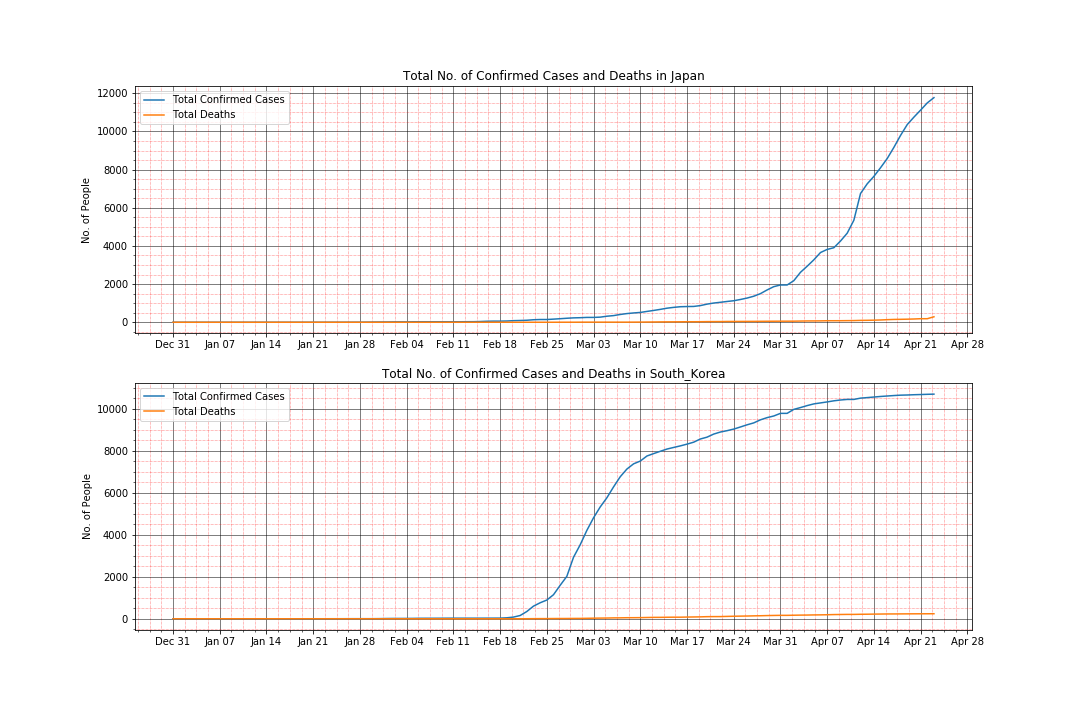 Total No. of Confirmed Cases and Deaths in Japan
12000
10000
8000
6000
4000
2000
0
No. of People
Total Confirmed Cases
Total Deaths
Dec 31 Jan 07 Jan 14 Jan 21 Jan 28 Feb 04 Feb 11 Feb 18 Feb 25 Mar 03 Mar 10 Mar 17 Mar 24 Mar 31 Apr 07 Apr 14 Apr 21 Apr 28
Total No. of Confirmed Cases and Deaths in South_Korea
10000
8000
6000
4000
2000
0
No. of People
Total Confirmed Cases
Total Deaths
Dec 31 Jan 07 Jan 14 Jan 21 Jan 28 Feb 04 Feb 11 Feb 18 Feb 25 Mar 03 Mar 10 Mar 17 Mar 24 Mar 31 Apr 07 Apr 14 Apr 21 Apr 28